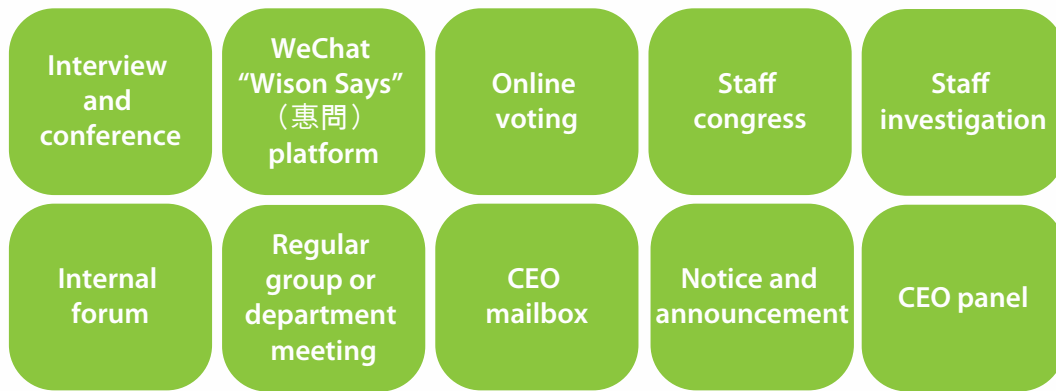 Interview
and
conference
WeChat
“Wison Says”
（惠問）
platform
Online
voting
Staff
congress
Staff
investigation
Internal
forum
Regular
group or
department
meeting
CEO
mailbox
Notice and
announcement
CEO panel